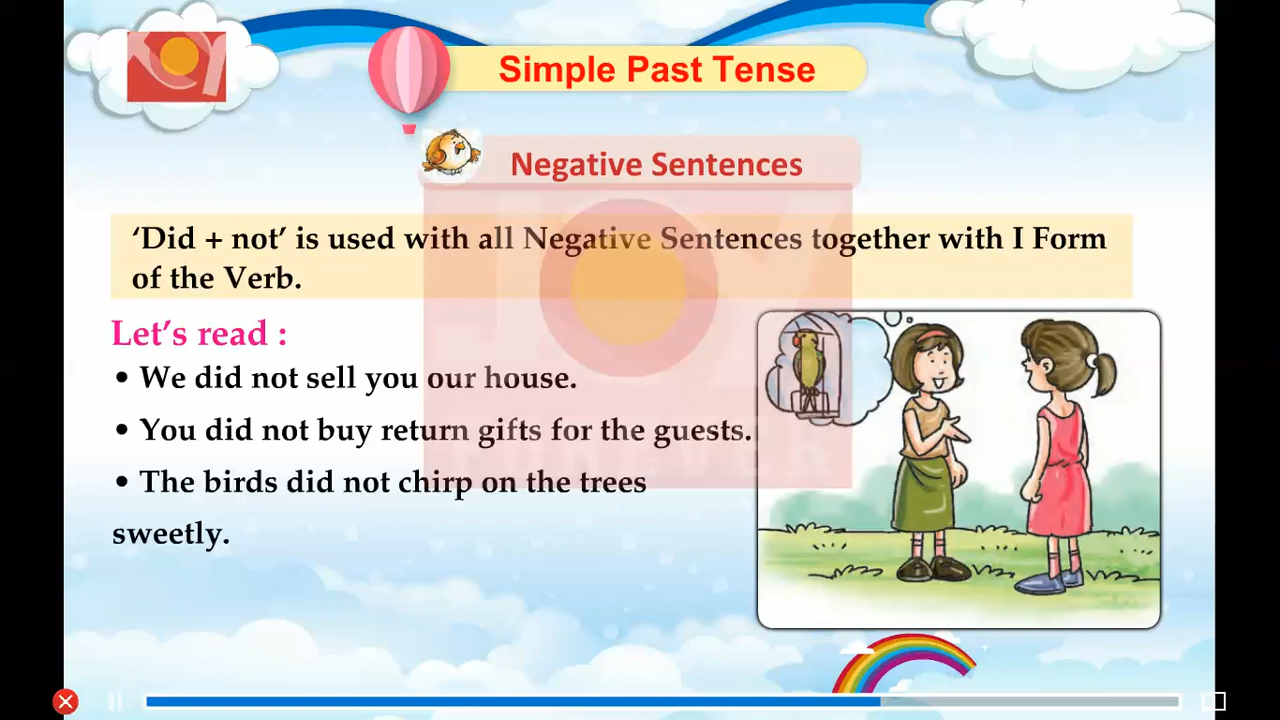 Simple Past Tense
Negative Sentences
‘Did + not’ is used with all Negative Sentences together with I Form
of the Verb.
Let’s read :
• We did not sell you our house.
• You did not buy return gifts for the guests.
• The birds did not chirp on the trees
sweetly.